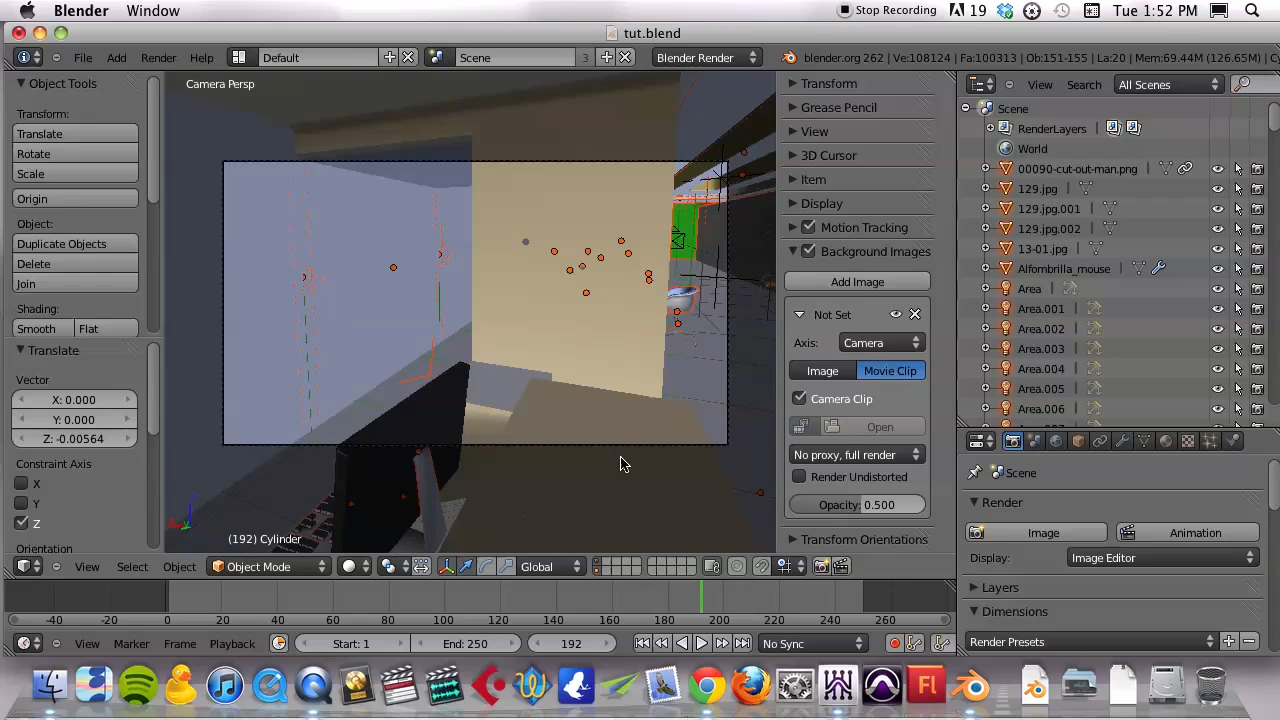 Blender Window Stop Recording 19 Tue 1:52 PM
tut.blend
File Add Render Help Default Scene 3 Blender Render blender.org 262 | Ve:108124 | Fa:100313 | Ob:151-155 | La:20 | Mem:69.44M (126.65M) | Cy
Object Tools
Transform:
Translate
Rotate
Scale
Origin
Object:
Duplicate Objects
Delete
Join
Shading:
Smooth Flat
Translate
Vector
X: 0.000
Y: 0.000
Z: -0.00564
Constraint Axis
X
Y
Z
Orientation
Camera Persp
(192) Cylinder
Transform
Grease Pencil
View
3D Cursor
Item
Display
Motion Tracking
Background Images
Add Image
Not Set
Axis: Camera
Image Movie Clip
Camera Clip
Open
No proxy, full render
Render Undistorted
Opacity: 0.500
Transform Orientations
View Search All Scenes
Scene
RenderLayers
World
00090-cut-out-man.png
129.jpg
129.jpg.001
129.jpg.002
13-01.jpg
Alfombrilla_mouse
Area
Area.001
Area.002
Area.003
Area.004
Area.005
Area.006
Scene
Render
Image Animation
Display: Image Editor
Layers
Dimensions
Render Presets
View Select Object Object Mode Global
-40 -20 0 20 40 60 80 100 120 140 160 180 200 220 240 260
View Marker Frame Playback Start: 1 End: 250 192 No Sync
Fl